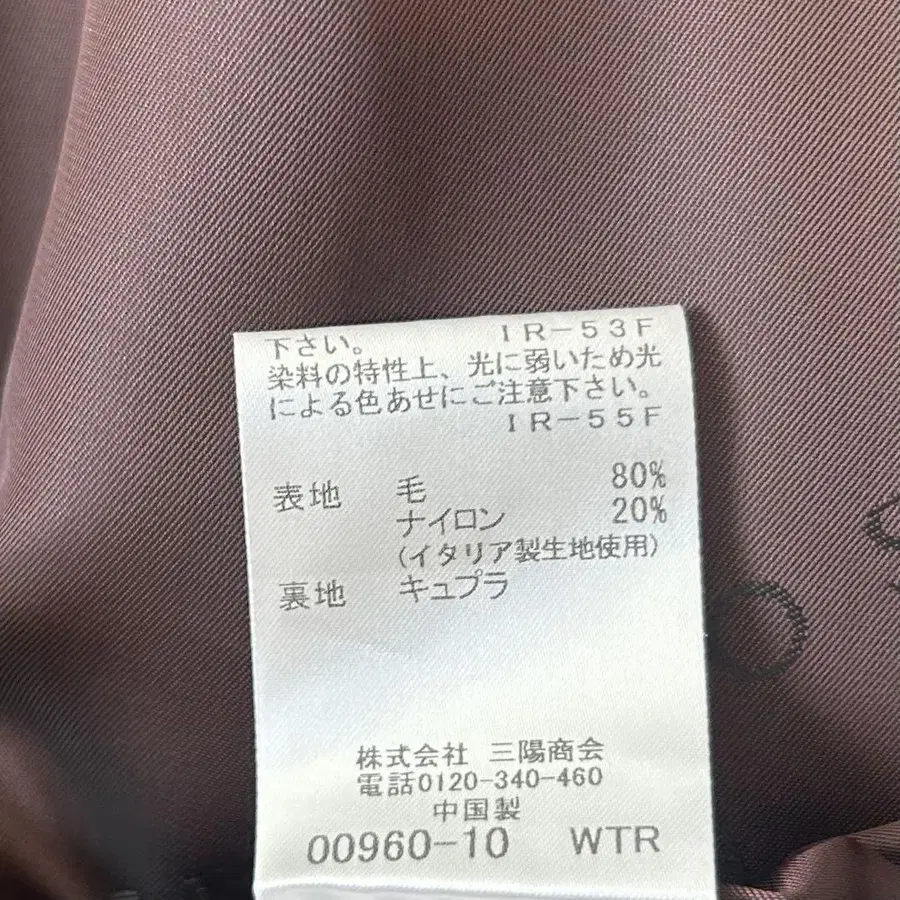 下さい。 IR-53F
染料の特性上、光に弱いため光
による色あせにご注意下さい。
IR-55F
表地 毛 80%
ナイロン 20%
(イタリア製生地使用)
裏地 キュプラ
株式会社 三陽商会
電話0120-340-460
中国製
00960-10 WTR